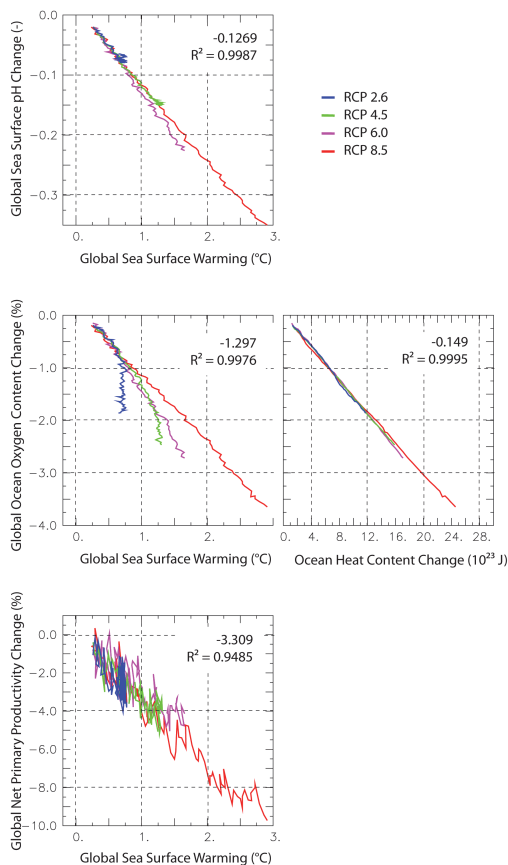 Global Sea Surface pH Change (-)
0.0
−0.1
−0.2
−0.3
-0.1269
R² = 0.9987
0.
1.
2.
3.
Global Sea Surface Warming (°C)
RCP 2.6
RCP 4.5
RCP 6.0
RCP 8.5
Global Ocean Oxygen Content Change (%)
0.0
−1.0
−2.0
−3.0
−4.0
-1.297
R² = 0.9976
0.
1.
2.
3.
Global Sea Surface Warming (°C)
-0.149
R² = 0.9995
0.
4.
8.
12.
16.
20.
24.
28.
Ocean Heat Content Change (10²³ J)
Global Net Primary Productivity Change (%)
0.0
−2.0
−4.0
−6.0
−8.0
−10.0
-3.309
R² = 0.9485
0.
1.
2.
3.
Global Sea Surface Warming (°C)